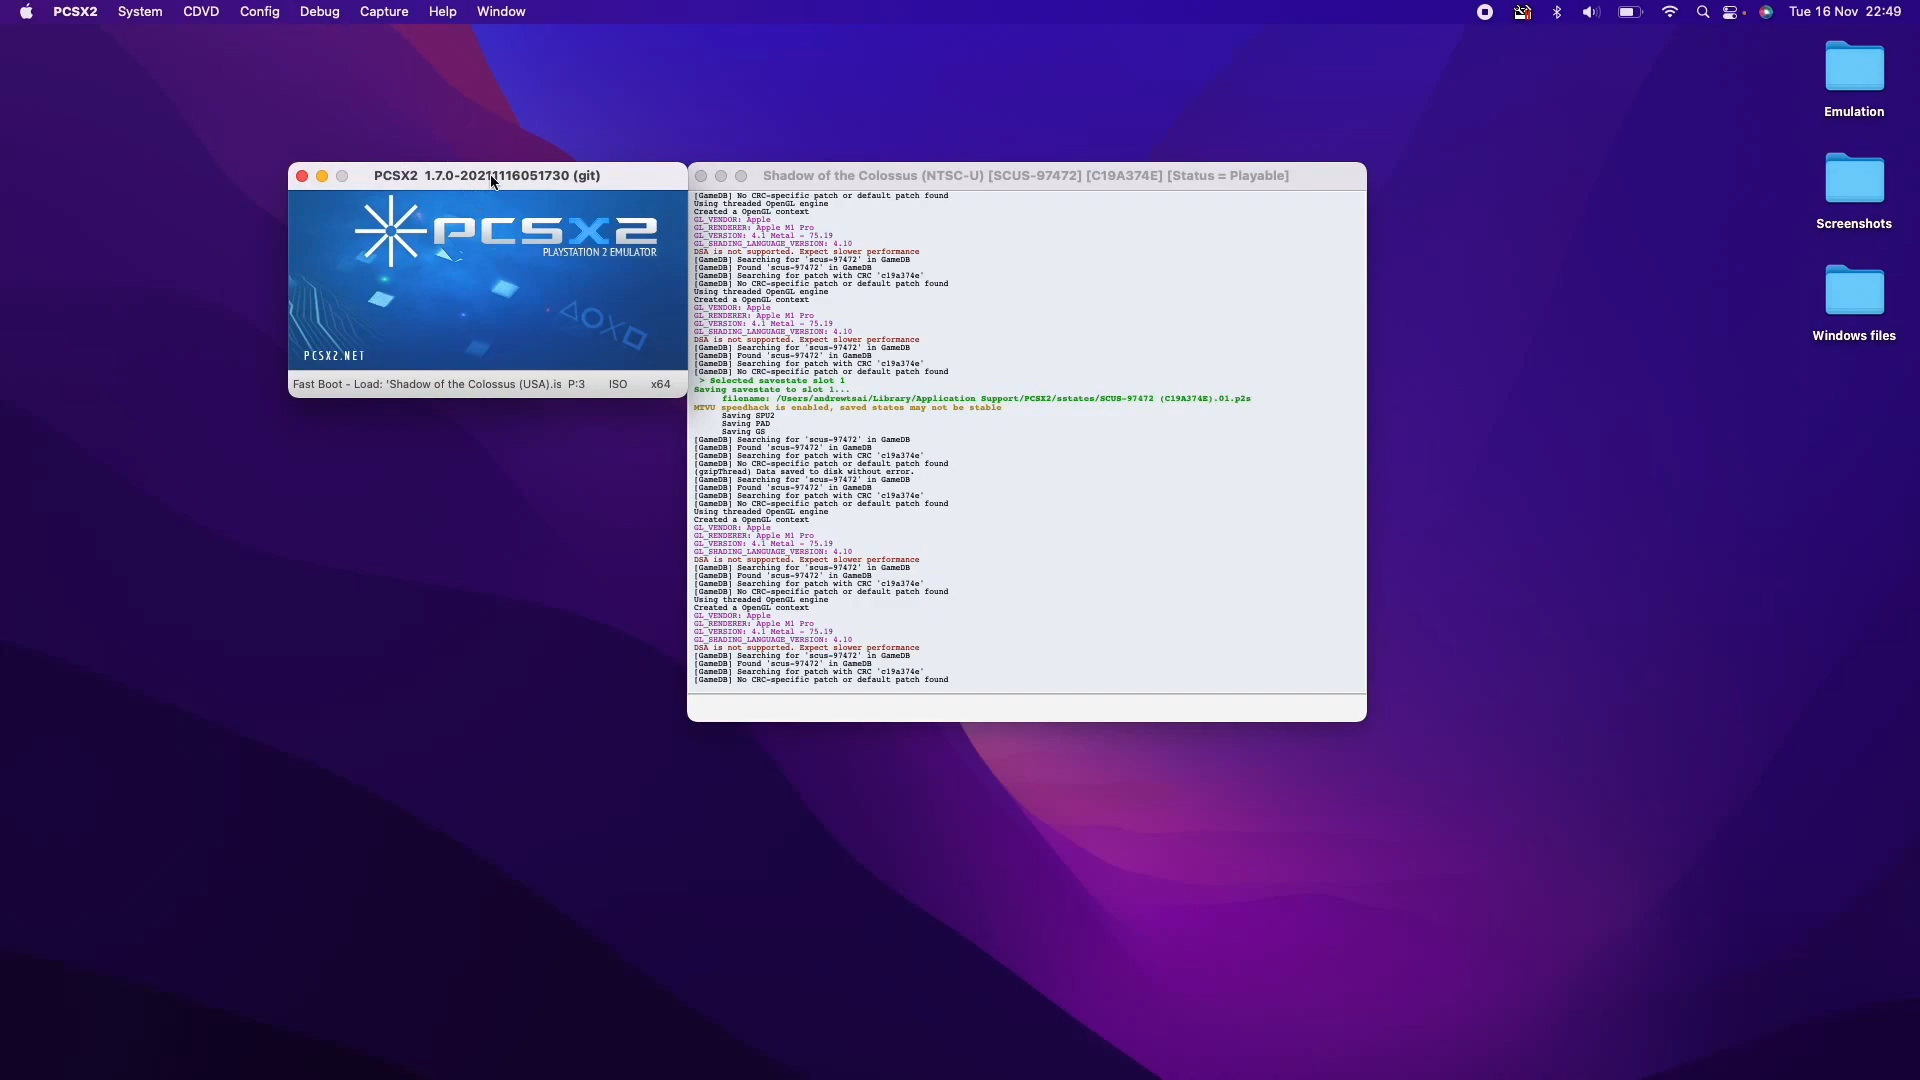 PCSX2 System CDVD Config Debug Capture Help Window Tue 16 Nov 22:49
Emulation
Screenshots
Windows files
PCSX2 1.7.0-20211116051730 (git)
PCSX2
PLAYSTATION 2 EMULATOR
PCSX2.NET
Fast Boot - Load: 'Shadow of the Colossus (USA).is P:3 ISO x64
Shadow of the Colossus (NTSC-U) [SCUS-97472] [C19A374E] [Status = Playable]
[GameDB] No CRC-specific patch or default patch found
Using threaded OpenGL engine
Created a OpenGL context
GL_VENDOR: Apple
GL_RENDERER: Apple M1 Pro
GL_VERSION: 4.1 Metal - 75.19
GL_SHADING_LANGUAGE_VERSION: 4.10
DSA is not supported. Expect slower performance
[GameDB] Searching for 'scus-97472' in GameDB
[GameDB] Found 'scus-97472' in GameDB
[GameDB] Searching for patch with CRC 'c19a374e'
[GameDB] No CRC-specific patch or default patch found
Using threaded OpenGL engine
Created a OpenGL context
GL_VENDOR: Apple
GL_RENDERER: Apple M1 Pro
GL_VERSION: 4.1 Metal - 75.19
GL_SHADING_LANGUAGE_VERSION: 4.10
DSA is not supported. Expect slower performance
[GameDB] Searching for 'scus-97472' in GameDB
[GameDB] Found 'scus-97472' in GameDB
[GameDB] Searching for patch with CRC 'c19a374e'
[GameDB] No CRC-specific patch or default patch found
> Selected savestate slot 1
Saving savestate to slot 1...
filename: /Users/andrewtsai/Library/Application Support/PCSX2/sstates/SCUS-97472 (C19A374E).01.p2s
MTVU speedhack is enabled, saved states may not be stable
Saving SPU2
Saving PAD
Saving GS
[GameDB] Searching for 'scus-97472' in GameDB
[GameDB] Found 'scus-97472' in GameDB
[GameDB] Searching for patch with CRC 'c19a374e'
[GameDB] No CRC-specific patch or default patch found
(gzipThread) Data saved to disk without error.
[GameDB] Searching for 'scus-97472' in GameDB
[GameDB] Found 'scus-97472' in GameDB
[GameDB] Searching for patch with CRC 'c19a374e'
[GameDB] No CRC-specific patch or default patch found
Using threaded OpenGL engine
Created a OpenGL context
GL_VENDOR: Apple
GL_RENDERER: Apple M1 Pro
GL_VERSION: 4.1 Metal - 75.19
GL_SHADING_LANGUAGE_VERSION: 4.10
DSA is not supported. Expect slower performance
[GameDB] Searching for 'scus-97472' in GameDB
[GameDB] Found 'scus-97472' in GameDB
[GameDB] Searching for patch with CRC 'c19a374e'
[GameDB] No CRC-specific patch or default patch found
Using threaded OpenGL engine
Created a OpenGL context
GL_VENDOR: Apple
GL_RENDERER: Apple M1 Pro
GL_VERSION: 4.1 Metal - 75.19
GL_SHADING_LANGUAGE_VERSION: 4.10
DSA is not supported. Expect slower performance
[GameDB] Searching for 'scus-97472' in GameDB
[GameDB] Found 'scus-97472' in GameDB
[GameDB] Searching for patch with CRC 'c19a374e'
[GameDB] No CRC-specific patch or default patch found